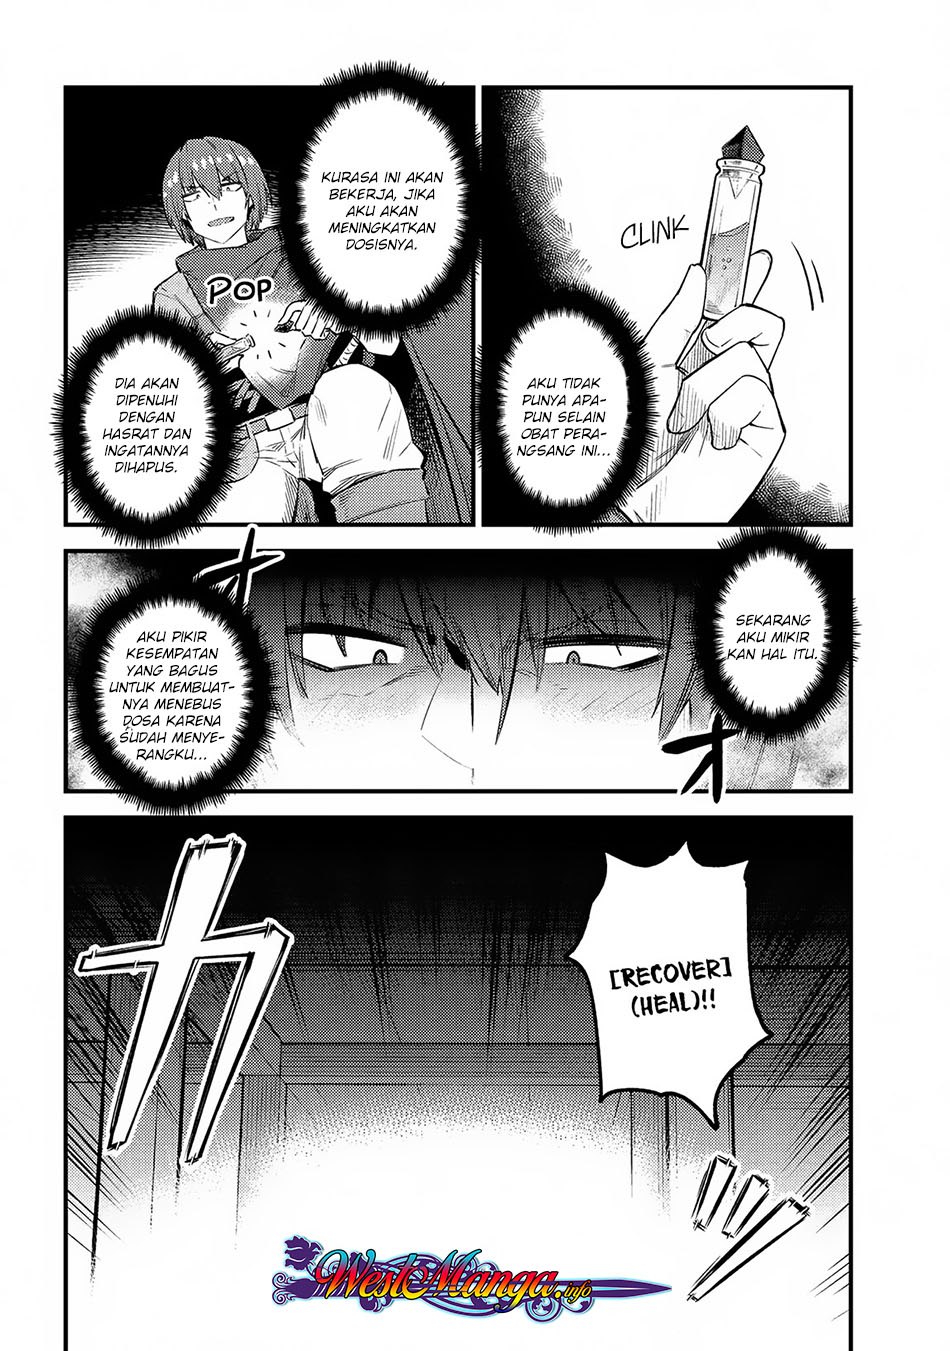 CLINK
AKU TIDAK
PUNYA APA-
PUN SELAIN
OBAT PERA-
NGSANG INI...
KURASA INI AKAN
BEKERJA, JIKA
AKU AKAN
MENINGKATKAN
DOSISNYA.
POP
DIA AKAN
DIPENUHI
DENGAN
HASRAT DAN
INGATANNYA
DIHAPUS.
SEKARANG
AKU MIKIR
KAN HAL ITU.
オ
AKU PIKIR
KESEMPATAN
YANG BAGUS
UNTUK MEMBUAT-
NYA MENEBUS
DOSA KARENA
SUDAH MENYE-
RANGKU...
[RECOVER]
(HEAL)!!
カ
WestManga.info